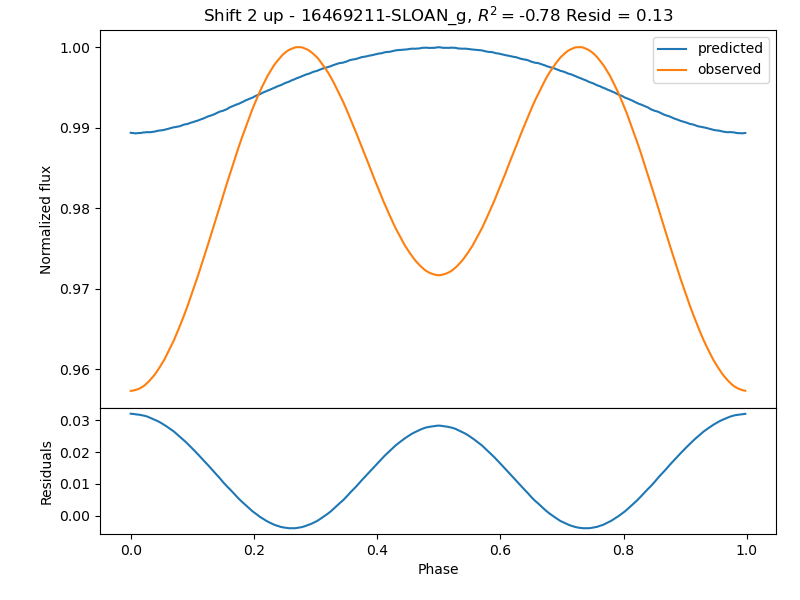 Shift 2 up - 16469211-SLOAN_g, R² = -0.78 Resid = 0.13
predicted
observed
Normalized flux
1.00
0.99
0.98
0.97
0.96
Residuals
0.03
0.02
0.01
0.00
0.0 0.2 0.4 0.6 0.8 1.0
Phase